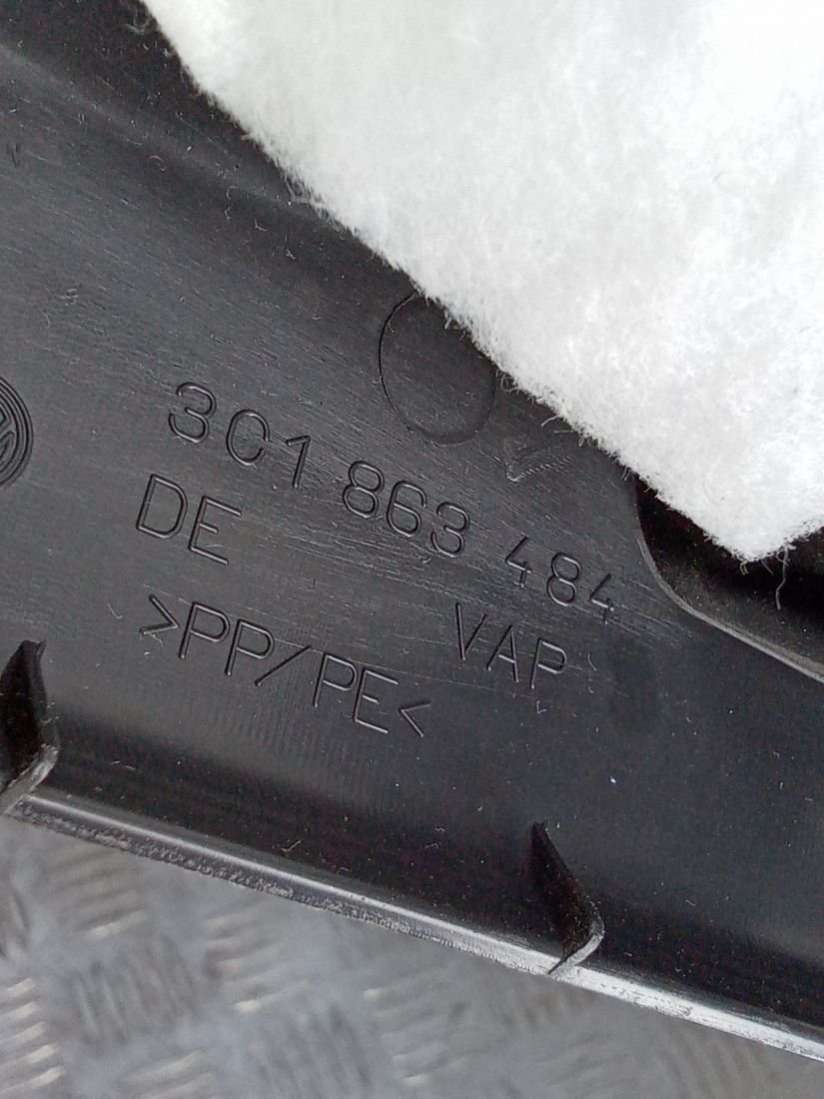 3C1 863 484
DE
VAP
>PP/PE<